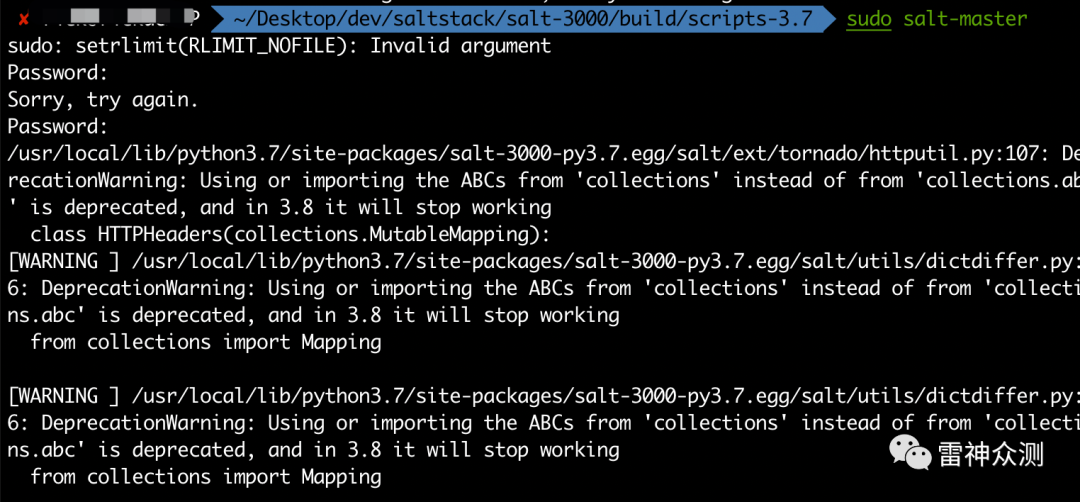 ✘ P ~/Desktop/dev/saltstack/salt-3000/build/scripts-3.7 sudo salt-master
sudo: setrlimit(RLIMIT_NOFILE): Invalid argument
Password:
Sorry, try again.
Password:
/usr/local/lib/python3.7/site-packages/salt-3000-py3.7.egg/salt/ext/tornado/httputil.py:107: De
recationWarning: Using or importing the ABCs from 'collections' instead of from 'collections.ab
' is deprecated, and in 3.8 it will stop working
class HTTPHeaders(collections.MutableMapping):
[WARNING ] /usr/local/lib/python3.7/site-packages/salt-3000-py3.7.egg/salt/utils/dictdiffer.py:
6: DeprecationWarning: Using or importing the ABCs from 'collections' instead of from 'collecti
ns.abc' is deprecated, and in 3.8 it will stop working
from collections import Mapping
[WARNING ] /usr/local/lib/python3.7/site-packages/salt-3000-py3.7.egg/salt/utils/dictdiffer.py:
6: DeprecationWarning: Using or importing the ABCs from 'collections' instead of from 'collecti
ns.abc' is deprecated, and in 3.8 it will stop working
from collections import Mapping
雷神众测